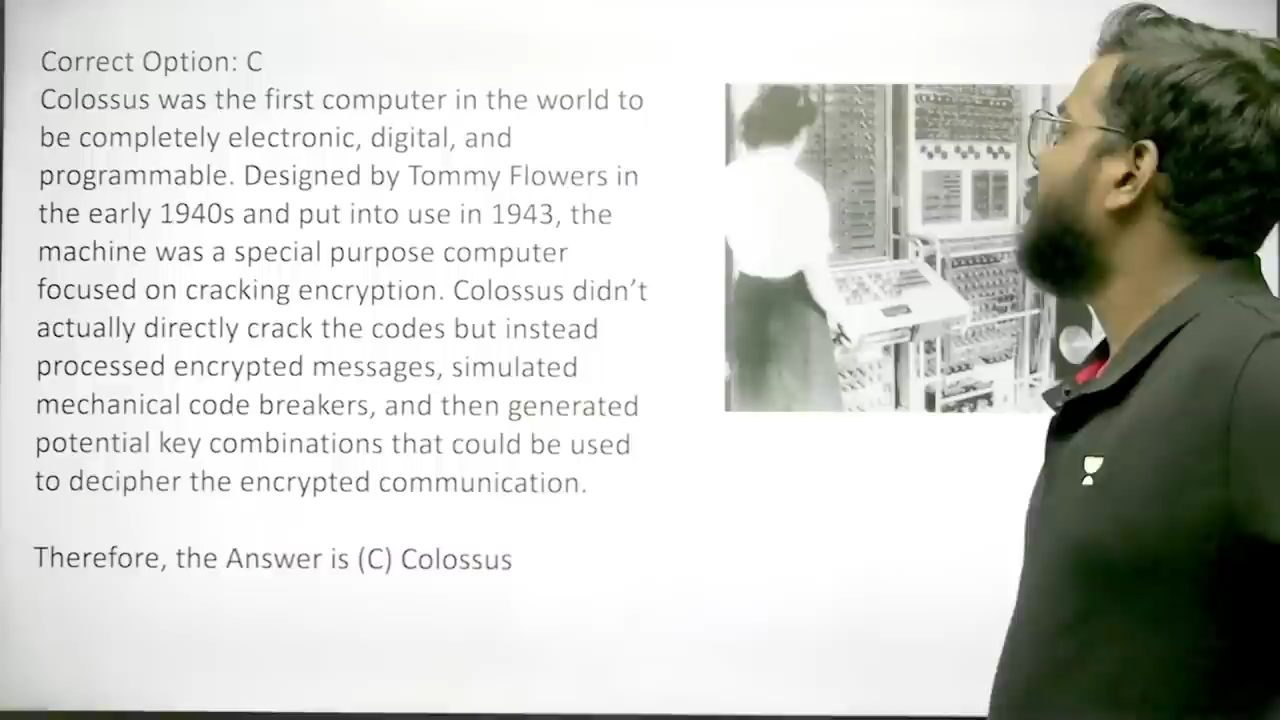 Correct Option: C
Colossus was the first computer in the world to
be completely electronic, digital, and
programmable. Designed by Tommy Flowers in
the early 1940s and put into use in 1943, the
machine was a special purpose computer
focused on cracking encryption. Colossus didn’t
actually directly crack the codes but instead
processed encrypted messages, simulated
mechanical code breakers, and then generated
potential key combinations that could be used
to decipher the encrypted communication.
Therefore, the Answer is (C) Colossus